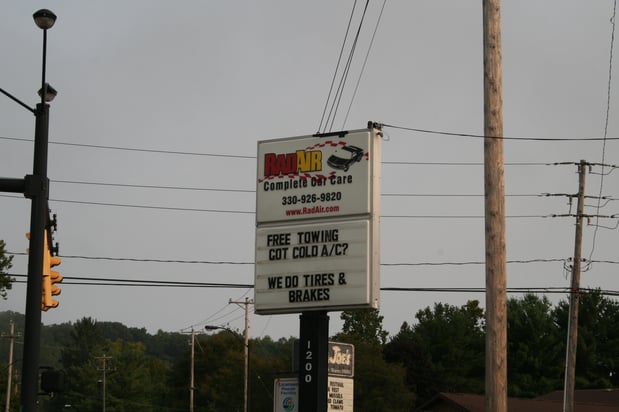 RADAIR
Complete Car Care
330-926-9820
www.RadAir.com
FREE TOWING
GOT COLD A/C?
WE DO TIRES &
BRAKES
1200
Joe's